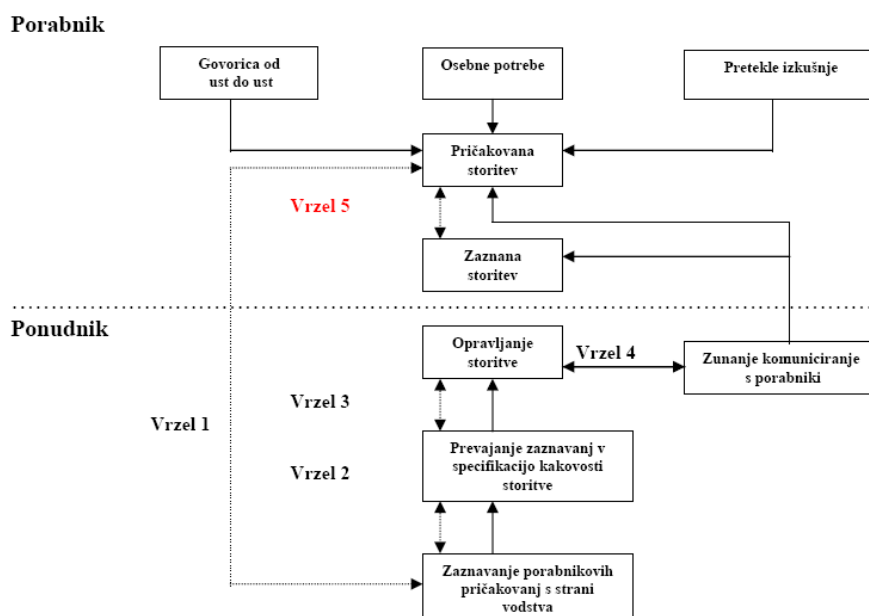 Porabnik
Govorica od
ust do ust
Osebne potrebe
Pretekle izkušnje
Pričakovana
storitev
Vrzel 5
Zaznana
storitev
Ponudnik
Opravljanje
storitve
Vrzel 4
Zunanje komuniciranje
s porabniki
Vrzel 3
Vrzel 1
Prevajanje zaznavanj v
specifikacijo kakovosti
storitve
Vrzel 2
Zaznavanje porabnikovih
pričakovanj s strani
vodstva